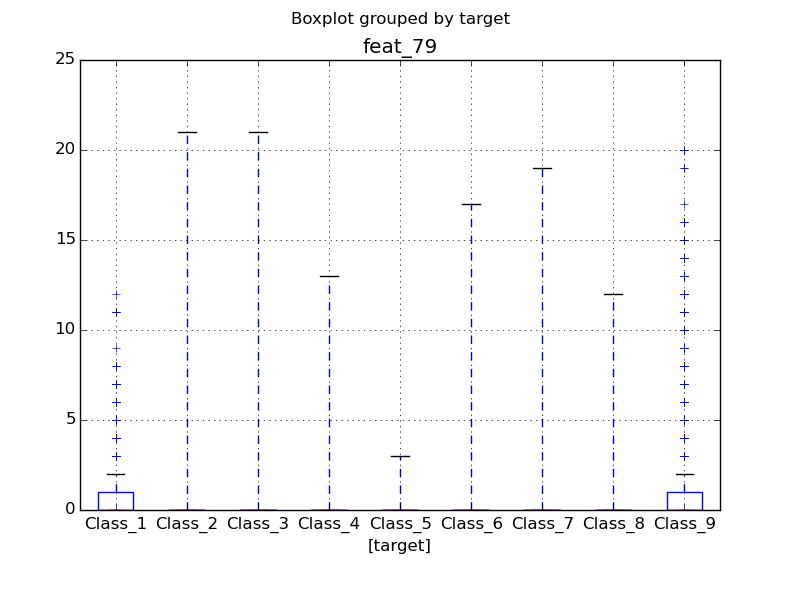 Boxplot grouped by target
feat_79
25
20
15
10
5
0
Class_1 Class_2 Class_3 Class_4 Class_5 Class_6 Class_7 Class_8 Class_9
[target]